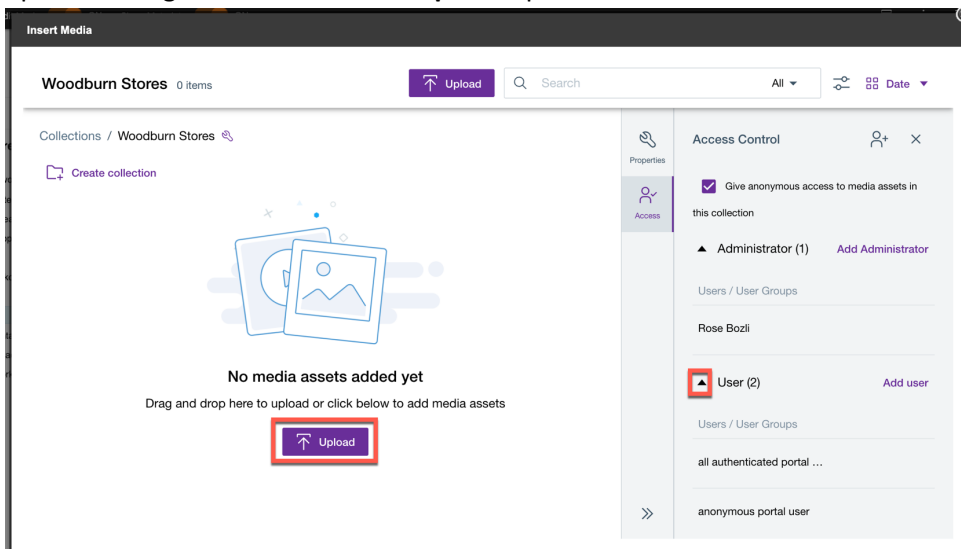 Insert Media
Woodburn Stores 0 items
Upload
Search
All
Date
Collections / Woodburn Stores
Create collection
No media assets added yet
Drag and drop here to upload or click below to add media assets
Upload
Properties
Access
Access Control
Give anonymous access to media assets in
this collection
Administrator (1) Add Administrator
Users / User Groups
Rose Bozli
User (2) Add user
Users / User Groups
all authenticated portal ...
anonymous portal user